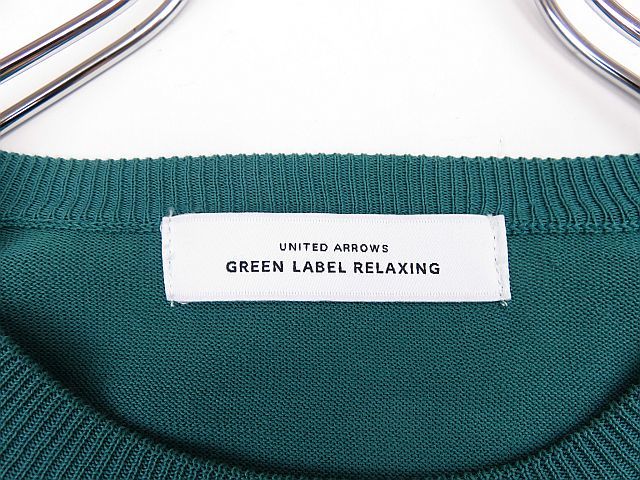 UNITED ARROWS
GREEN LABEL RELAXING